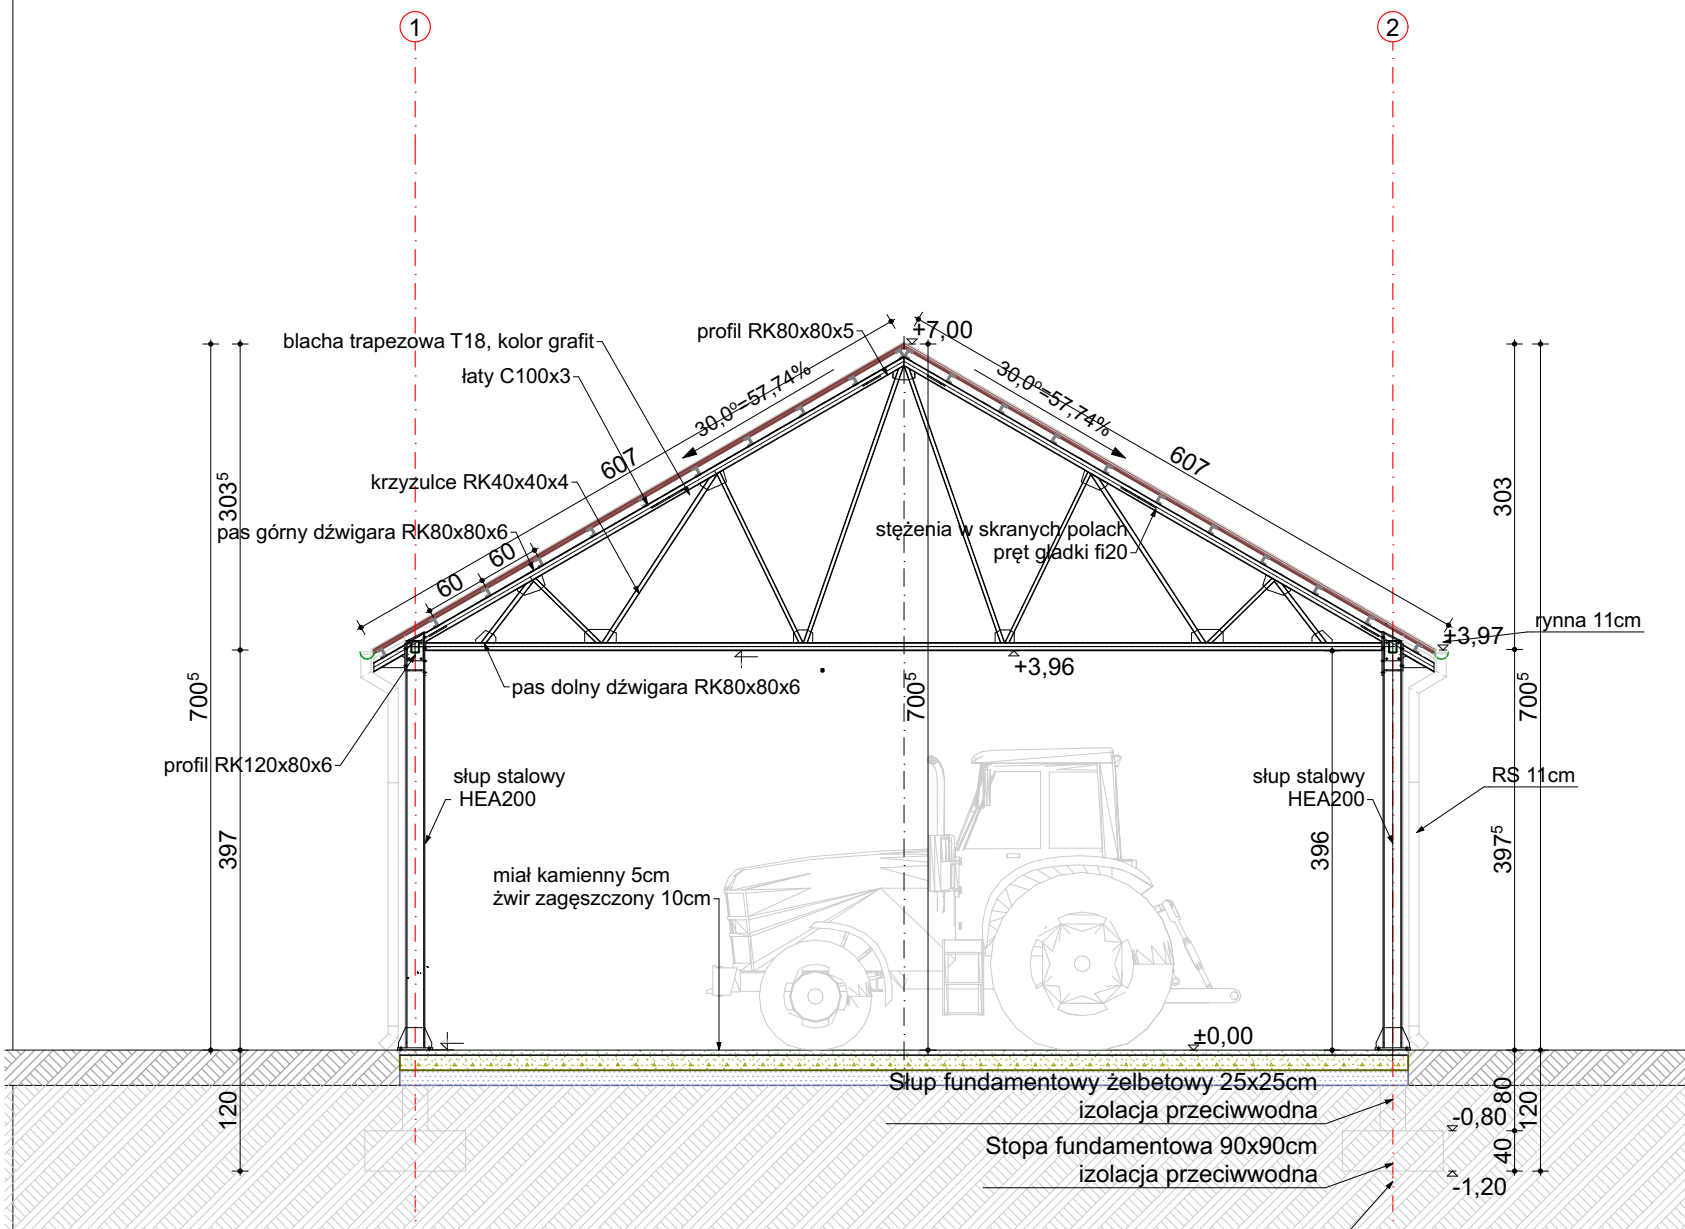 1
2
blacha trapezowa T18, kolor grafit
profil RK80x80x5
+7,00
łaty C100x3
30,0°=57,74%
30,0°=57,74%
607
607
krzyzulce RK40x40x4
303⁵
303
pas górny dźwigara RK80x80x6
60
60
stężenia w skranych polach
pręt gładki fi20
rynna 11cm
±3,97
+3,96
pas dolny dźwigara RK80x80x6
700⁵
700⁵
700⁵
profil RK120x80x6
słup stalowy
HEA200
słup stalowy
HEA200
RS 11cm
397
396
397⁵
miał kamienny 5cm
żwir zagęszczony 10cm
±0,00
Słup fundamentowy żelbetowy 25x25cm
izolacja przeciwwodna
-0,80
80
120
120
Stopa fundamentowa 90x90cm
izolacja przeciwwodna
40
-1,20